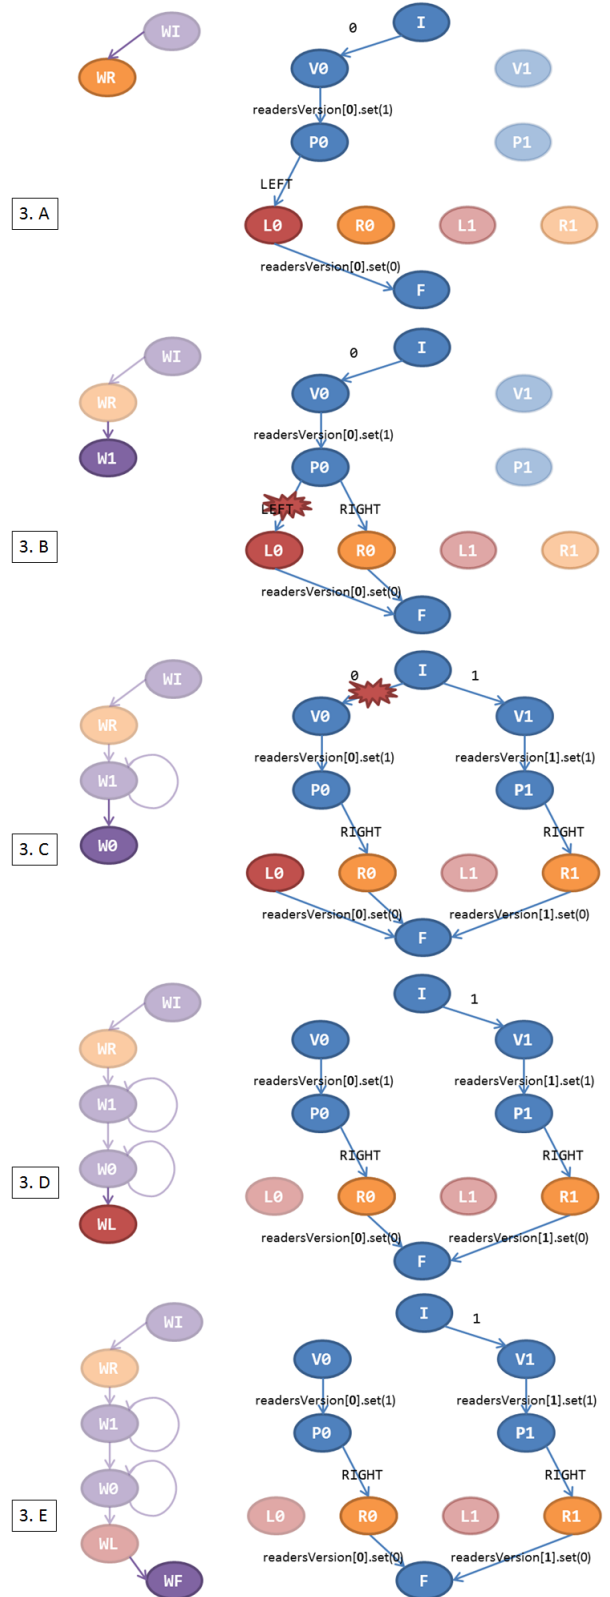 I
0
WI
V0
V1
WR
readersVersion[0].set(1)
P0
P1
LEFT
3. A
L0
R0
L1
R1
readersVersion[0].set(0)
F
I
0
WI
V0
V1
WR
readersVersion[0].set(1)
W1
P0
P1
LEFT
RIGHT
3. B
L0
R0
L1
R1
readersVersion[0].set(0)
F
I
0
1
WI
V0
V1
WR
readersVersion[0].set(1)
readersVersion[1].set(1)
W1
P0
P1
RIGHT
RIGHT
3. C
W0
L0
R0
L1
R1
readersVersion[0].set(0)
readersVersion[1].set(0)
F
I
1
WI
V0
V1
WR
readersVersion[0].set(1)
readersVersion[1].set(1)
W1
P0
P1
RIGHT
RIGHT
W0
3. D
L0
R0
L1
R1
WL
readersVersion[0].set(0)
readersVersion[1].set(0)
F
I
1
WI
V0
V1
WR
readersVersion[0].set(1)
readersVersion[1].set(1)
W1
P0
P1
RIGHT
RIGHT
W0
3. E
L0
R0
L1
R1
WL
readersVersion[0].set(0)
readersVersion[1].set(0)
WF
F